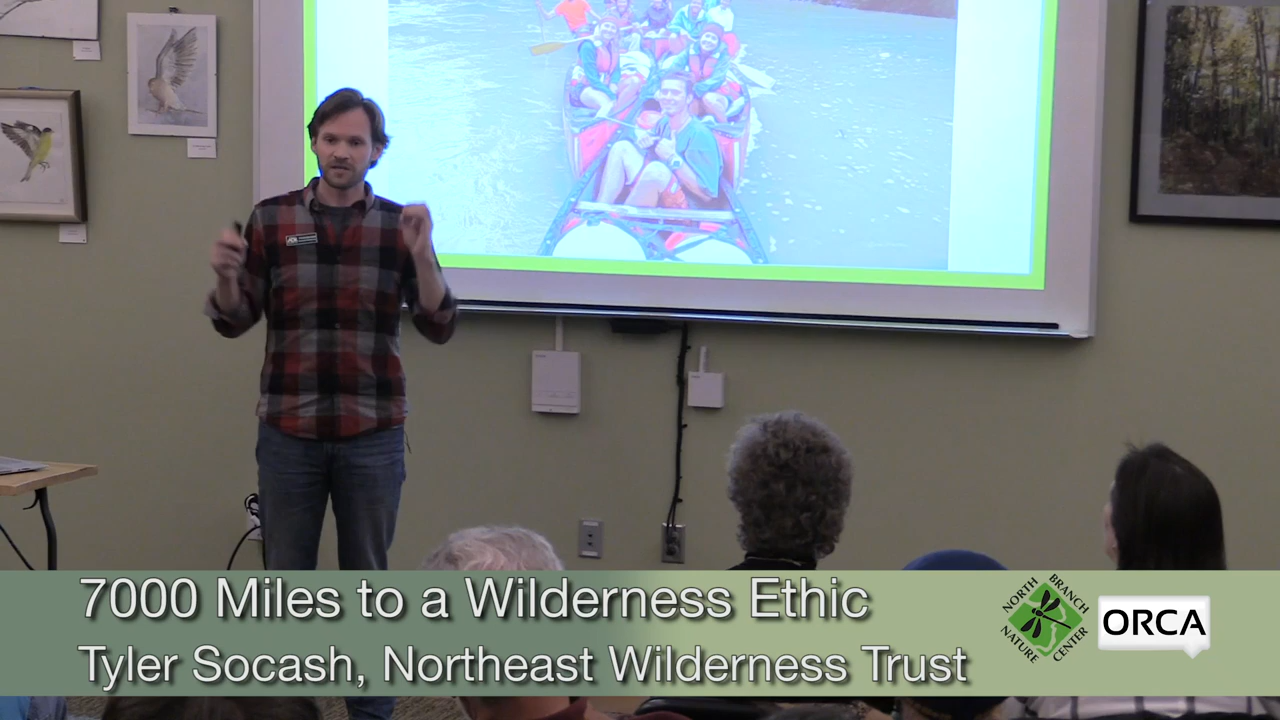 7000 Miles to a Wilderness Ethic
Tyler Socash, Northeast Wilderness Trust
NORTH BRANCH
NATURE CENTER
ORCA